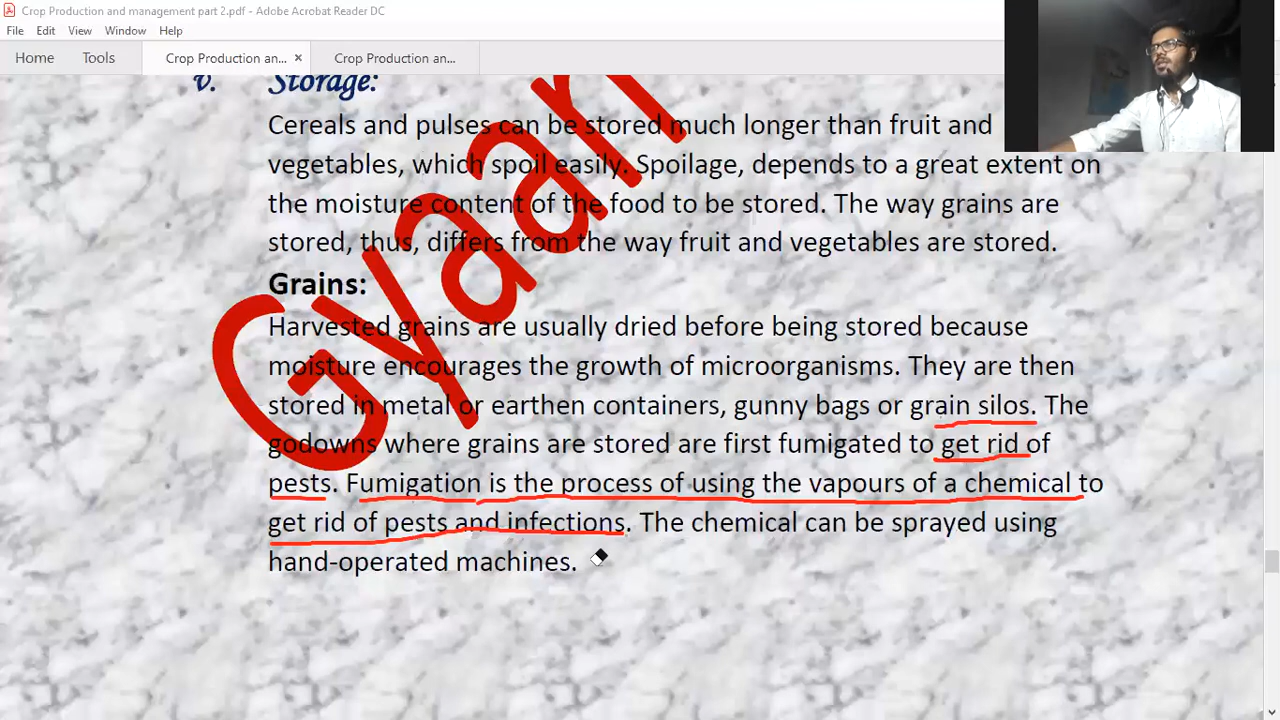 Crop Production and management part 2.pdf - Adobe Acrobat Reader DC
File Edit View Window Help
Home Tools Crop Production an... × Crop Production an...
v. Storage:
Cereals and pulses can be stored much longer than fruit and
vegetables, which spoil easily. Spoilage, depends to a great extent on
the moisture content of the food to be stored. The way grains are
stored, thus, differs from the way fruit and vegetables are stored.
Grains:
Harvested grains are usually dried before being stored because
moisture encourages the growth of microorganisms. They are then
stored in metal or earthen containers, gunny bags or grain silos. The
godowns where grains are stored are first fumigated to get rid of
pests. Fumigation is the process of using the vapours of a chemical to
get rid of pests and infections. The chemical can be sprayed using
hand-operated machines.
Gyaan